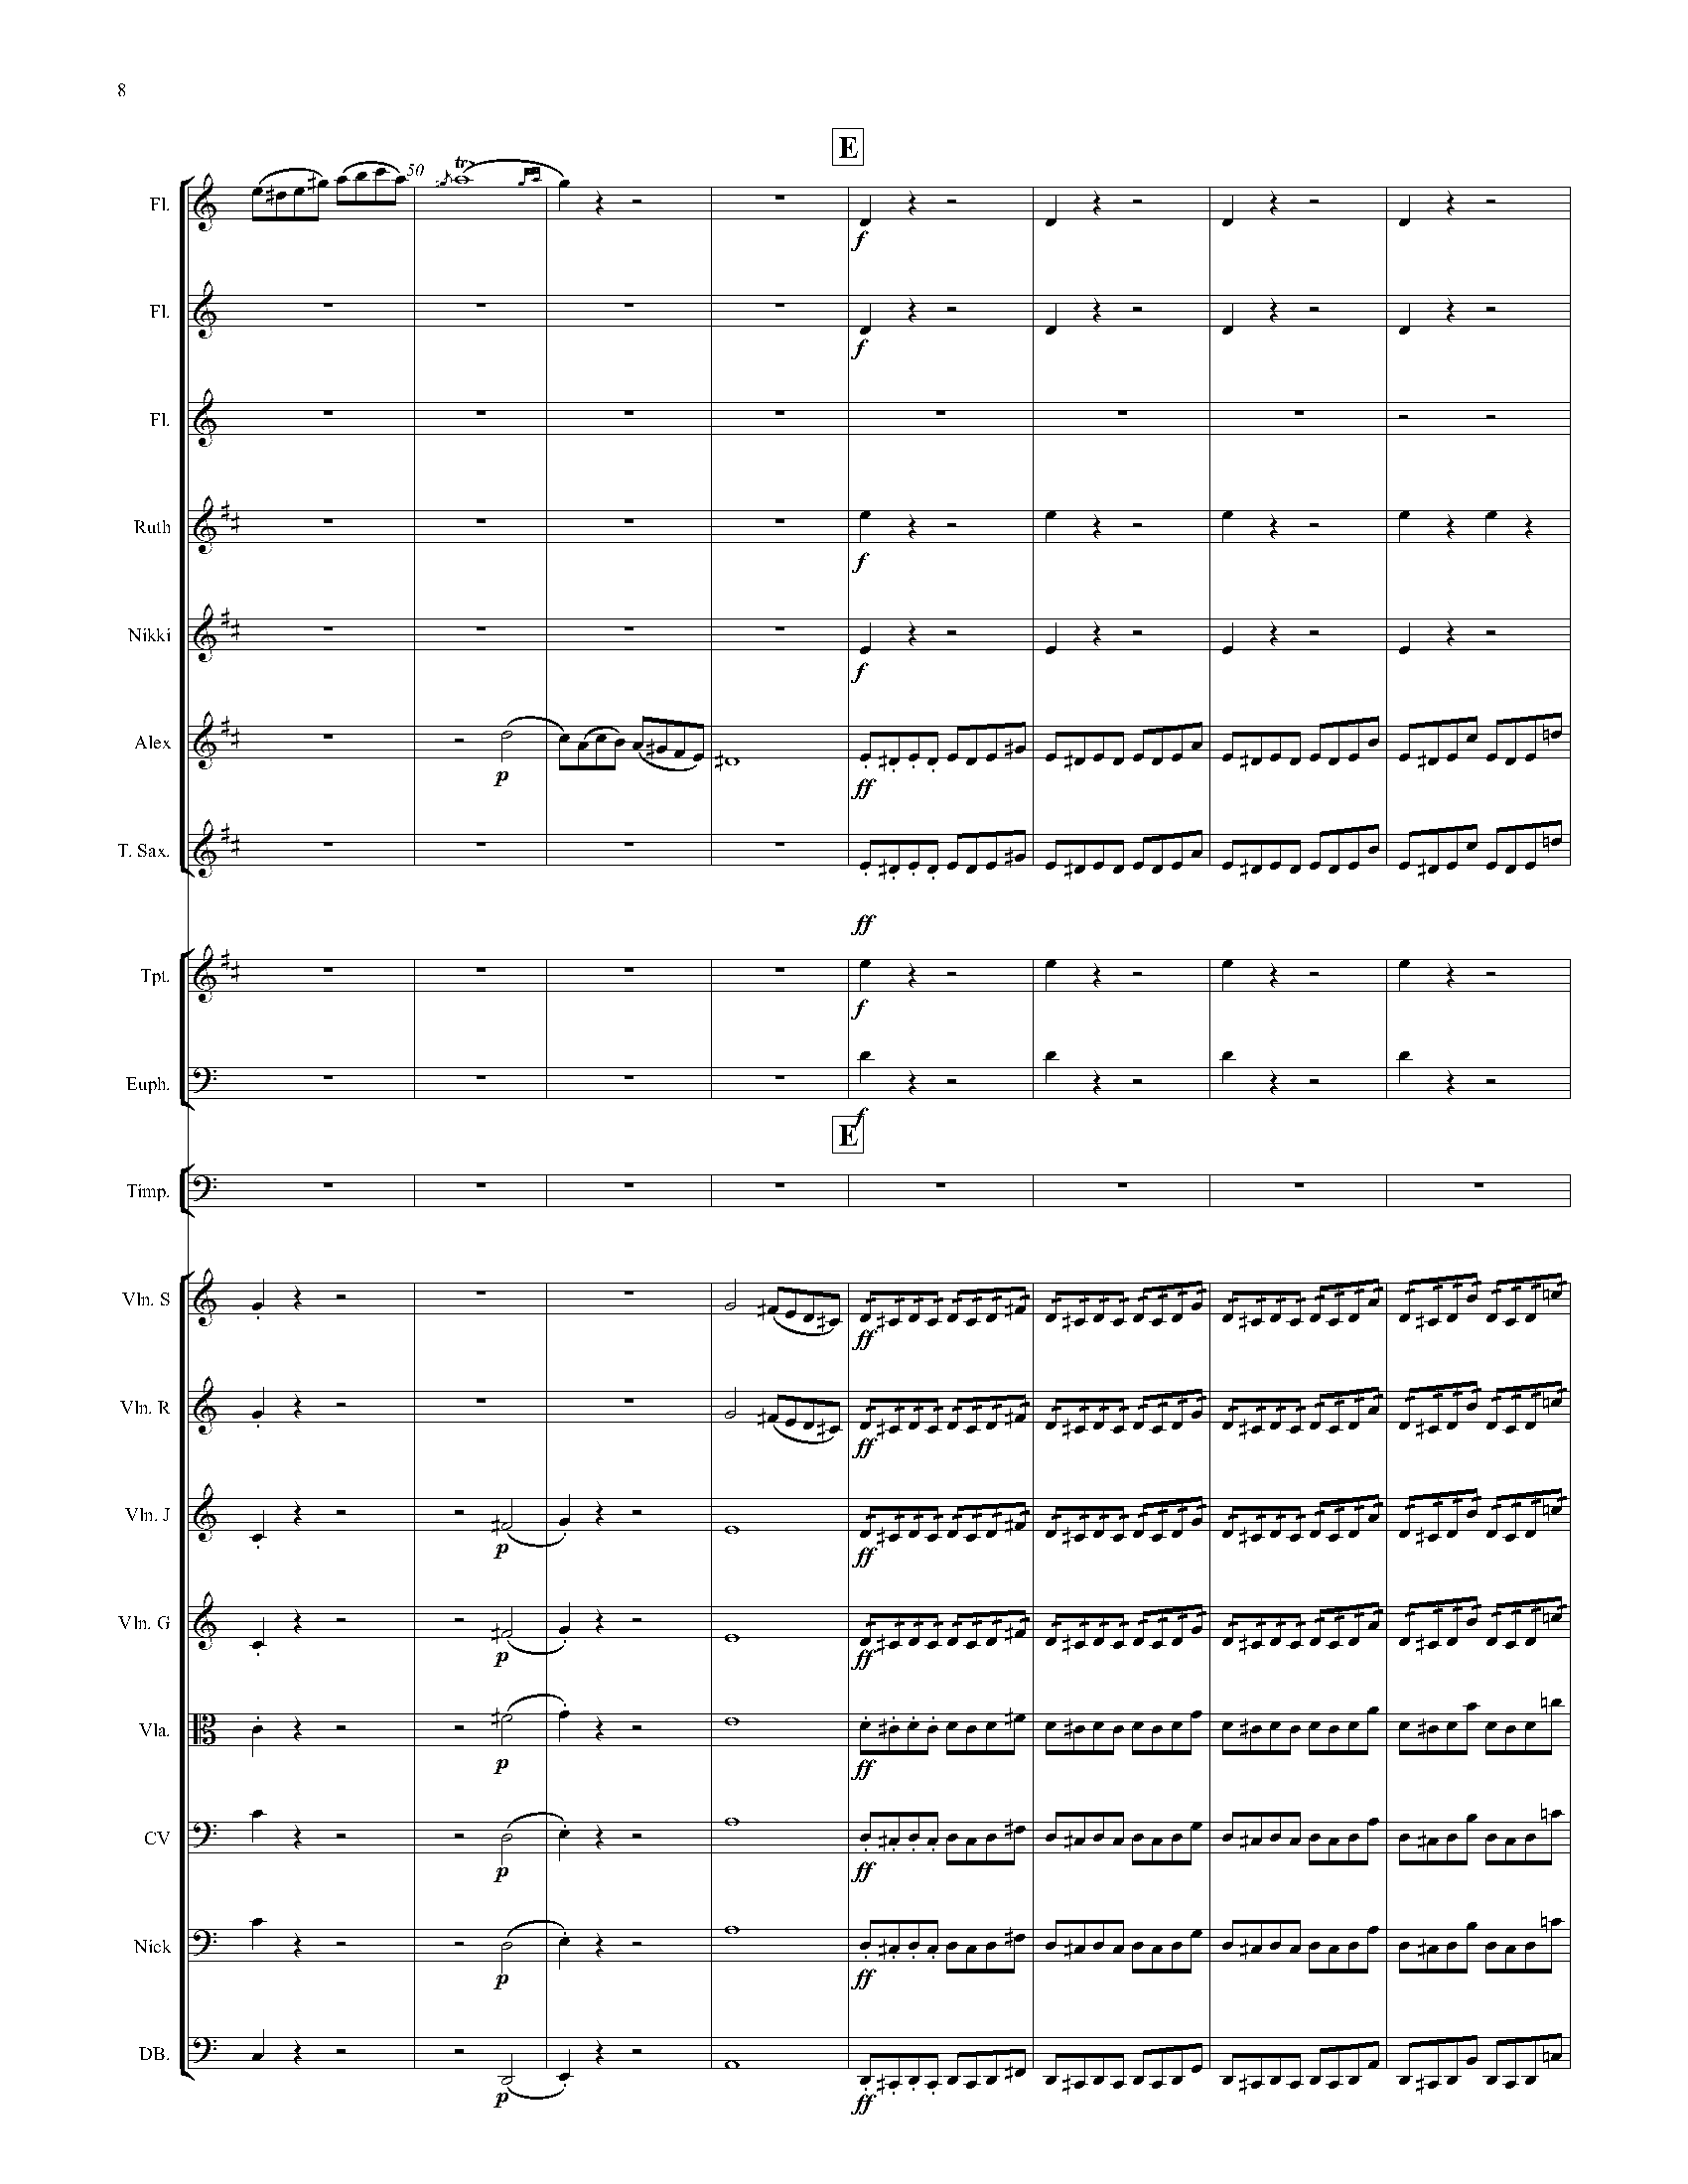 8
E
50
tr
Fl.
f
Fl.
f
Fl.
Ruth
f
Nikki
f
Alex
p ff
T. Sax.
ff
Tpt.
f
Euph.
f
E
Timp.
Vln. S
ff
Vln. R
ff
Vln. J
p ff
Vln. G
p ff
Vla.
p ff
CV
p ff
Nick
p ff
DB.
p ff